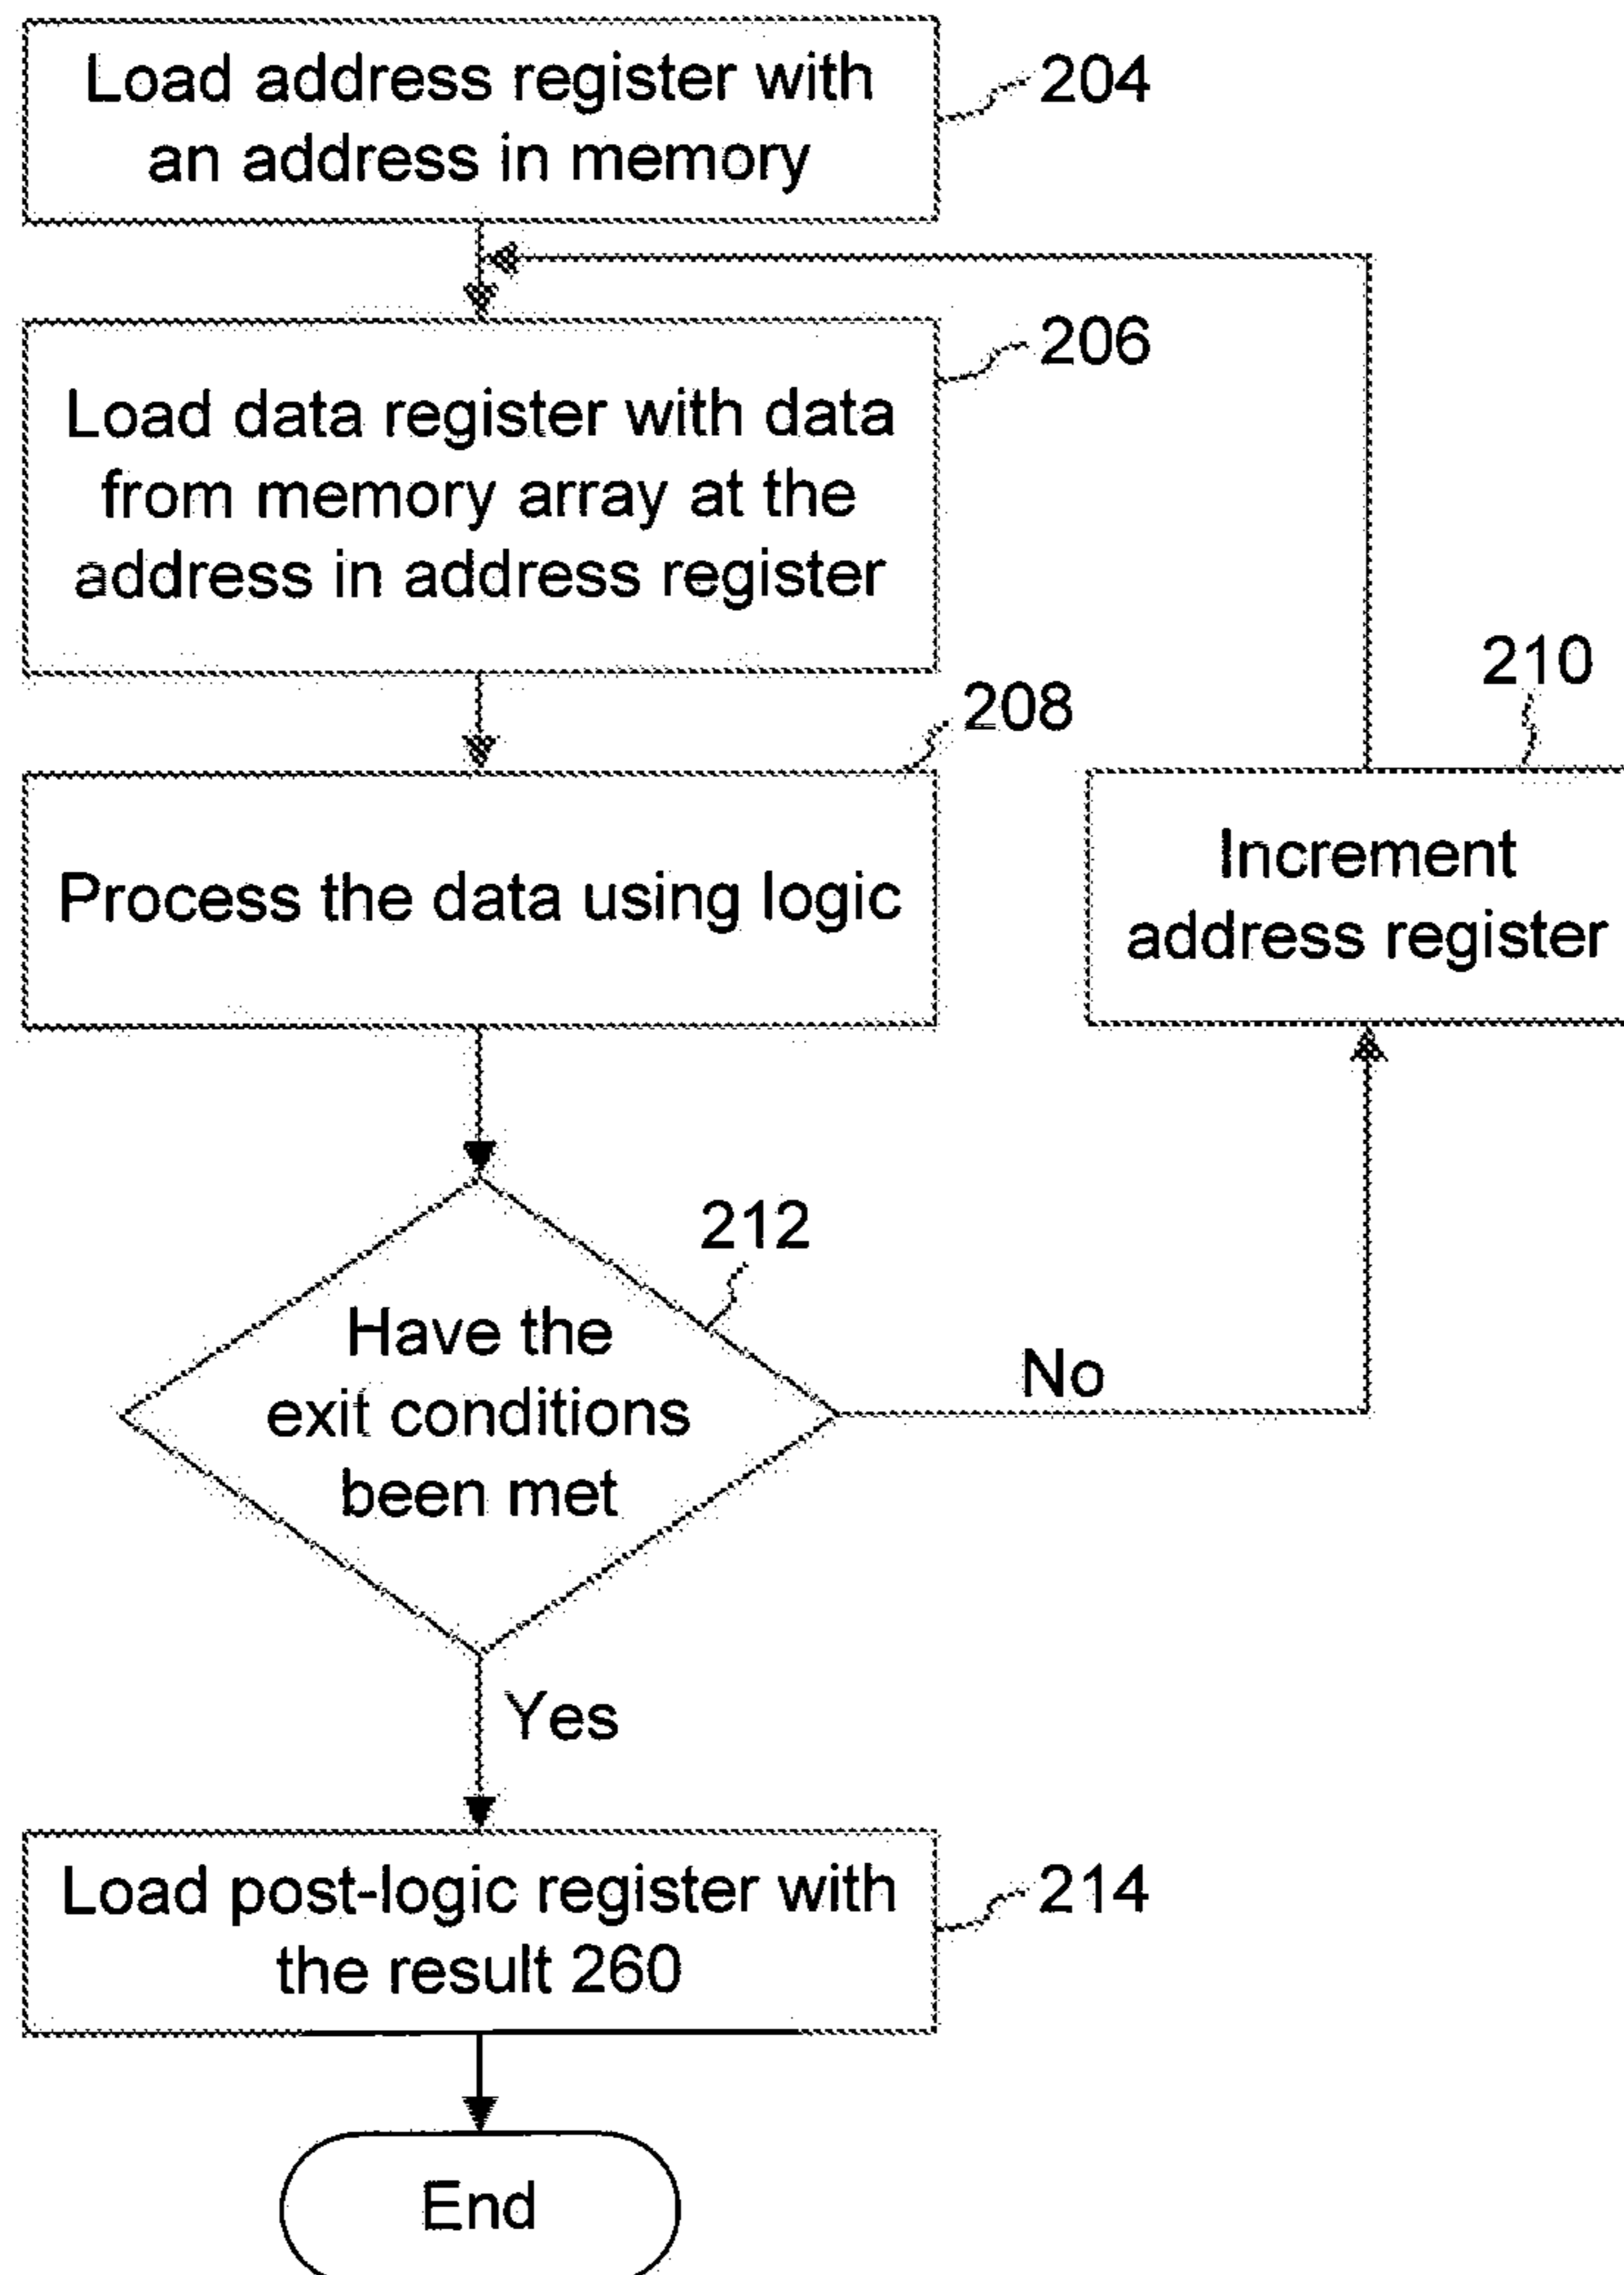 Load address register with
an address in memory
204
Load data register with data
from memory array at the
address in address register
206
Process the data using logic
208
Increment
address register
210
Have the
exit conditions
been met
212
No
Yes
Load post-logic register with
the result 260
214
End